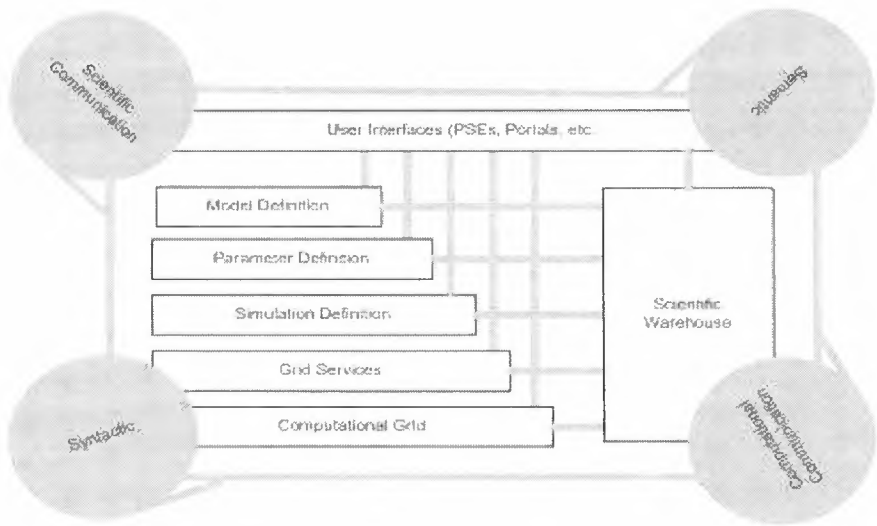 Scientific
Communication
Semantic
User Interfaces (PSEs, Portals, etc.
Model Definition
Parameter Definition
Simulation Definition
Grid Services
Computational Grid
Scientific
Warehouse
Syntactic
Computational
Communication